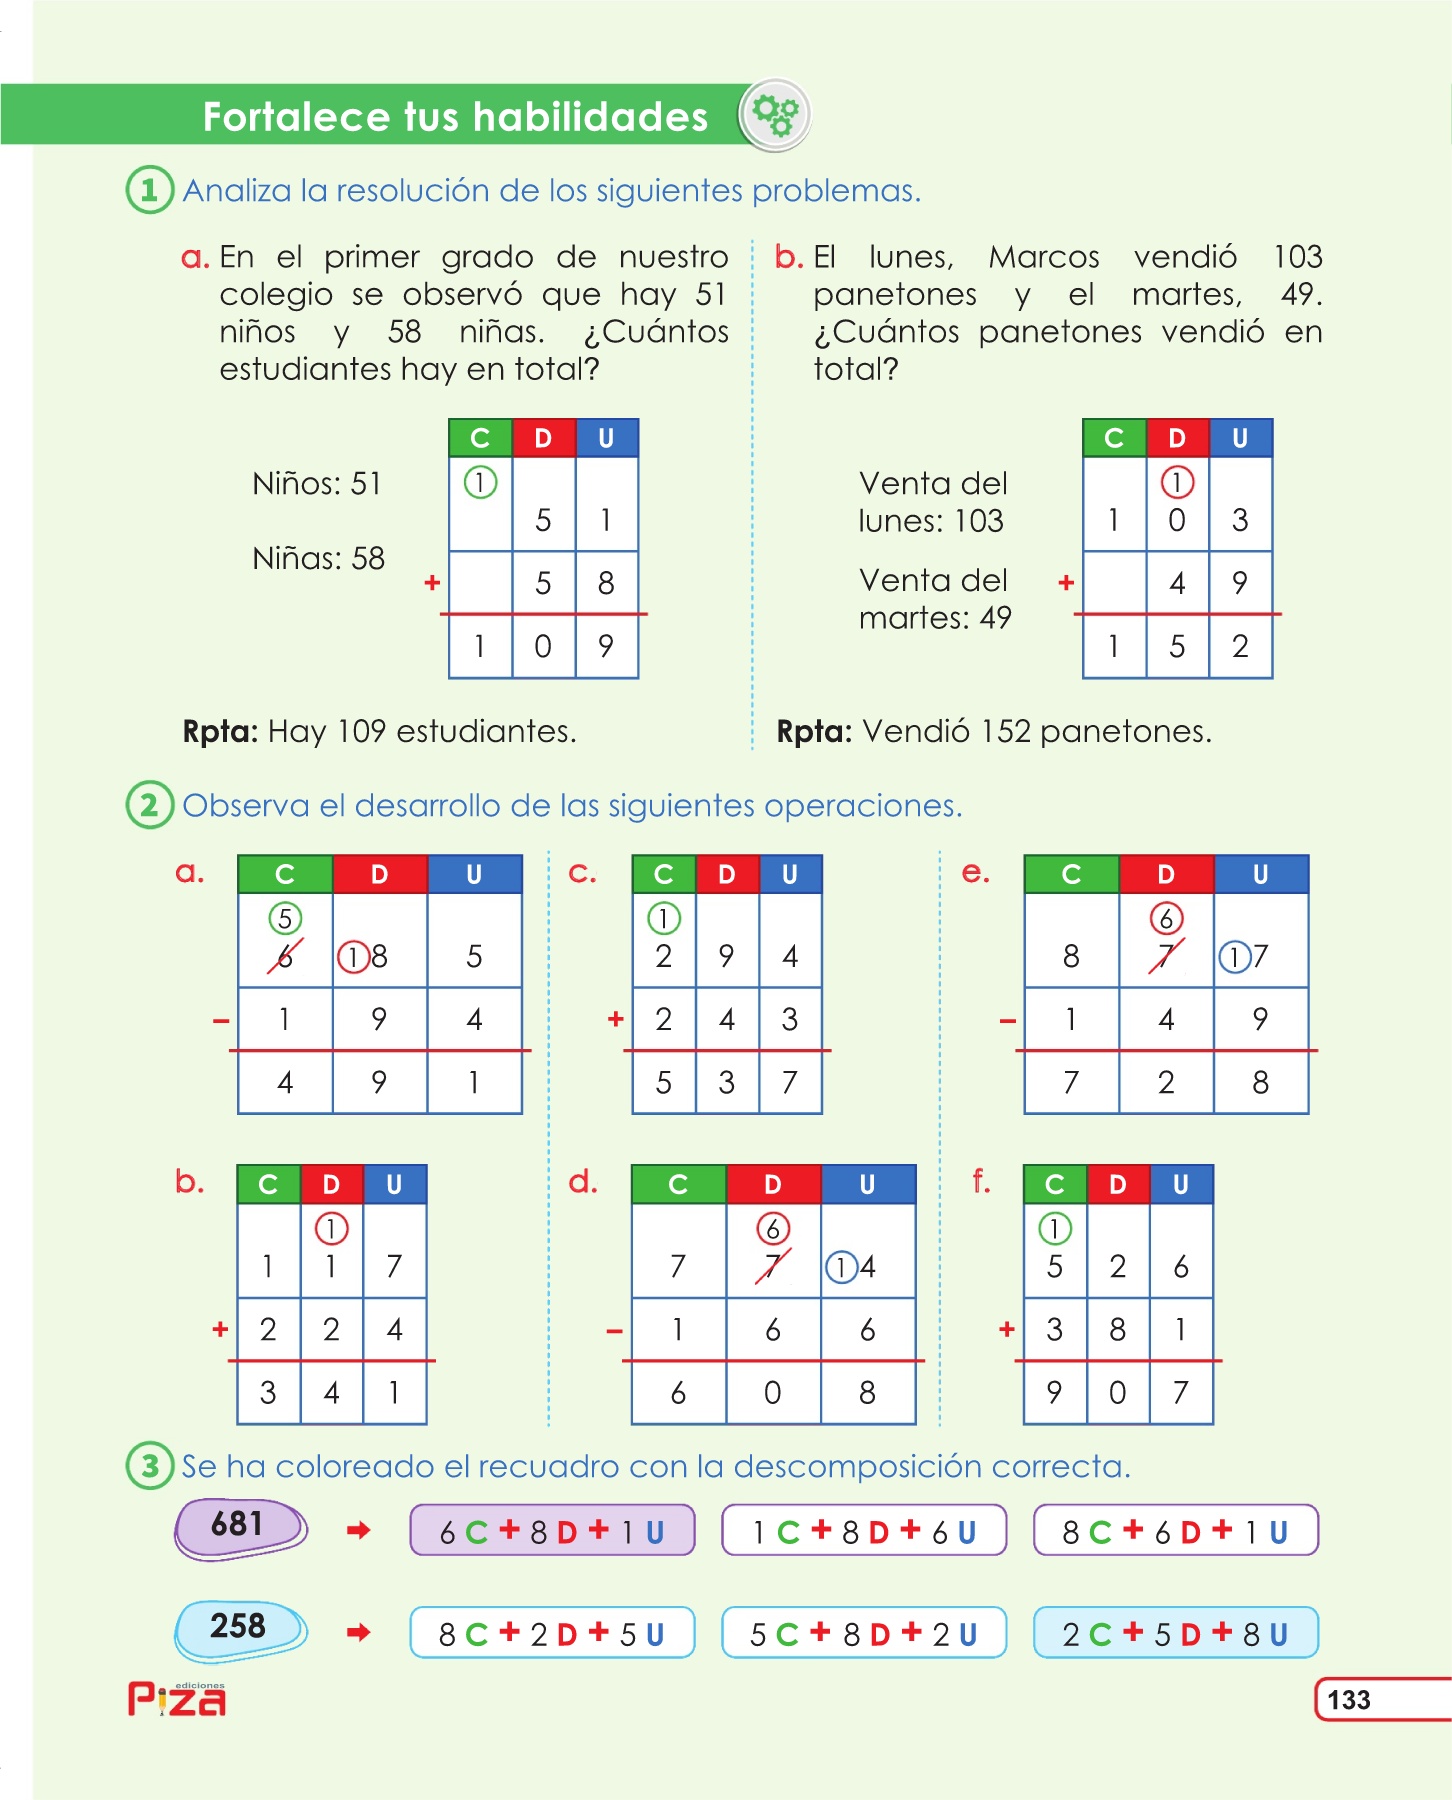 Fortalece tus habilidades
1 Analiza la resolución de los siguientes problemas.
a. En el primer grado de nuestro
colegio se observó que hay 51
niños y 58 niñas. ¿Cuántos
estudiantes hay en total?
C D U
Niños: 51
1
5 1
Niñas: 58
+ 5 8
1 0 9
Rpta: Hay 109 estudiantes.
b. El lunes, Marcos vendió 103
panetones y el martes, 49.
¿Cuántos panetones vendió en
total?
C D U
Venta del
lunes: 103
1
1 0 3
Venta del
martes: 49
+ 4 9
1 5 2
Rpta: Vendió 152 panetones.
2 Observa el desarrollo de las siguientes operaciones.
a.
C D U
5
6 18 5
- 1 9 4
4 9 1
b.
C D U
1
1 1 7
+ 2 2 4
3 4 1
c.
C D U
1
2 9 4
+ 2 4 3
5 3 7
d.
C D U
6
7 7 14
- 1 6 6
6 0 8
e.
C D U
6
8 7 17
- 1 4 9
7 2 8
f.
C D U
1
5 2 6
+ 3 8 1
9 0 7
3 Se ha coloreado el recuadro con la descomposición correcta.
681 6 C + 8 D + 1 U 1 C + 8 D + 6 U 8 C + 6 D + 1 U
258 8 C + 2 D + 5 U 5 C + 8 D + 2 U 2 C + 5 D + 8 U
ediciones
Piza
133